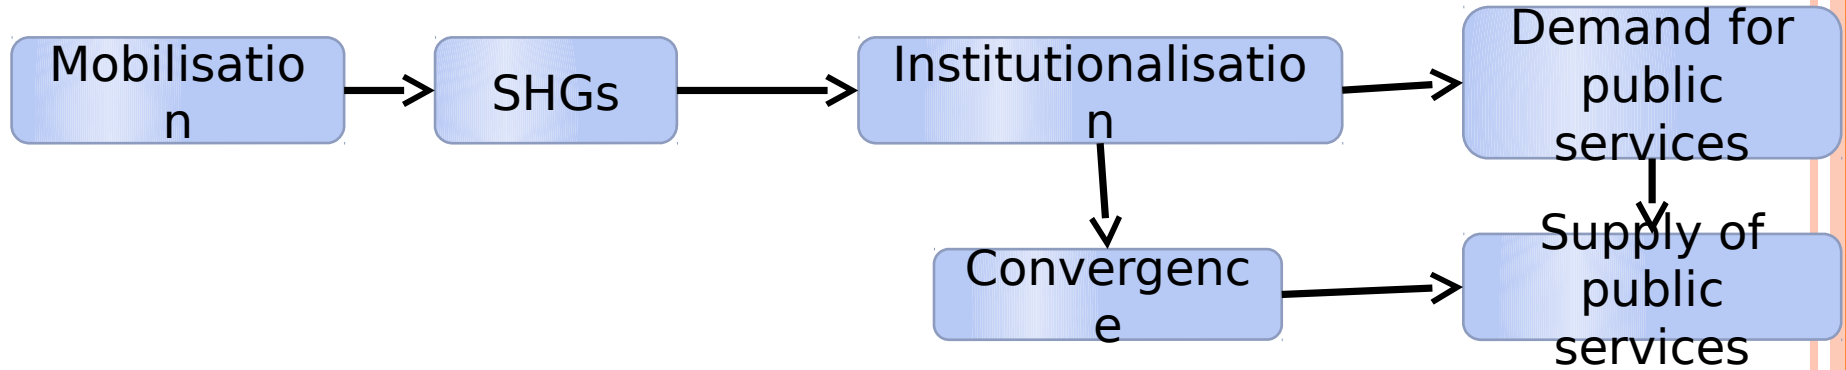 Mobilisatio
n
SHGs
Institutionalisatio
n
Demand for
public
services
Convergenc
e
Supply of
public
services